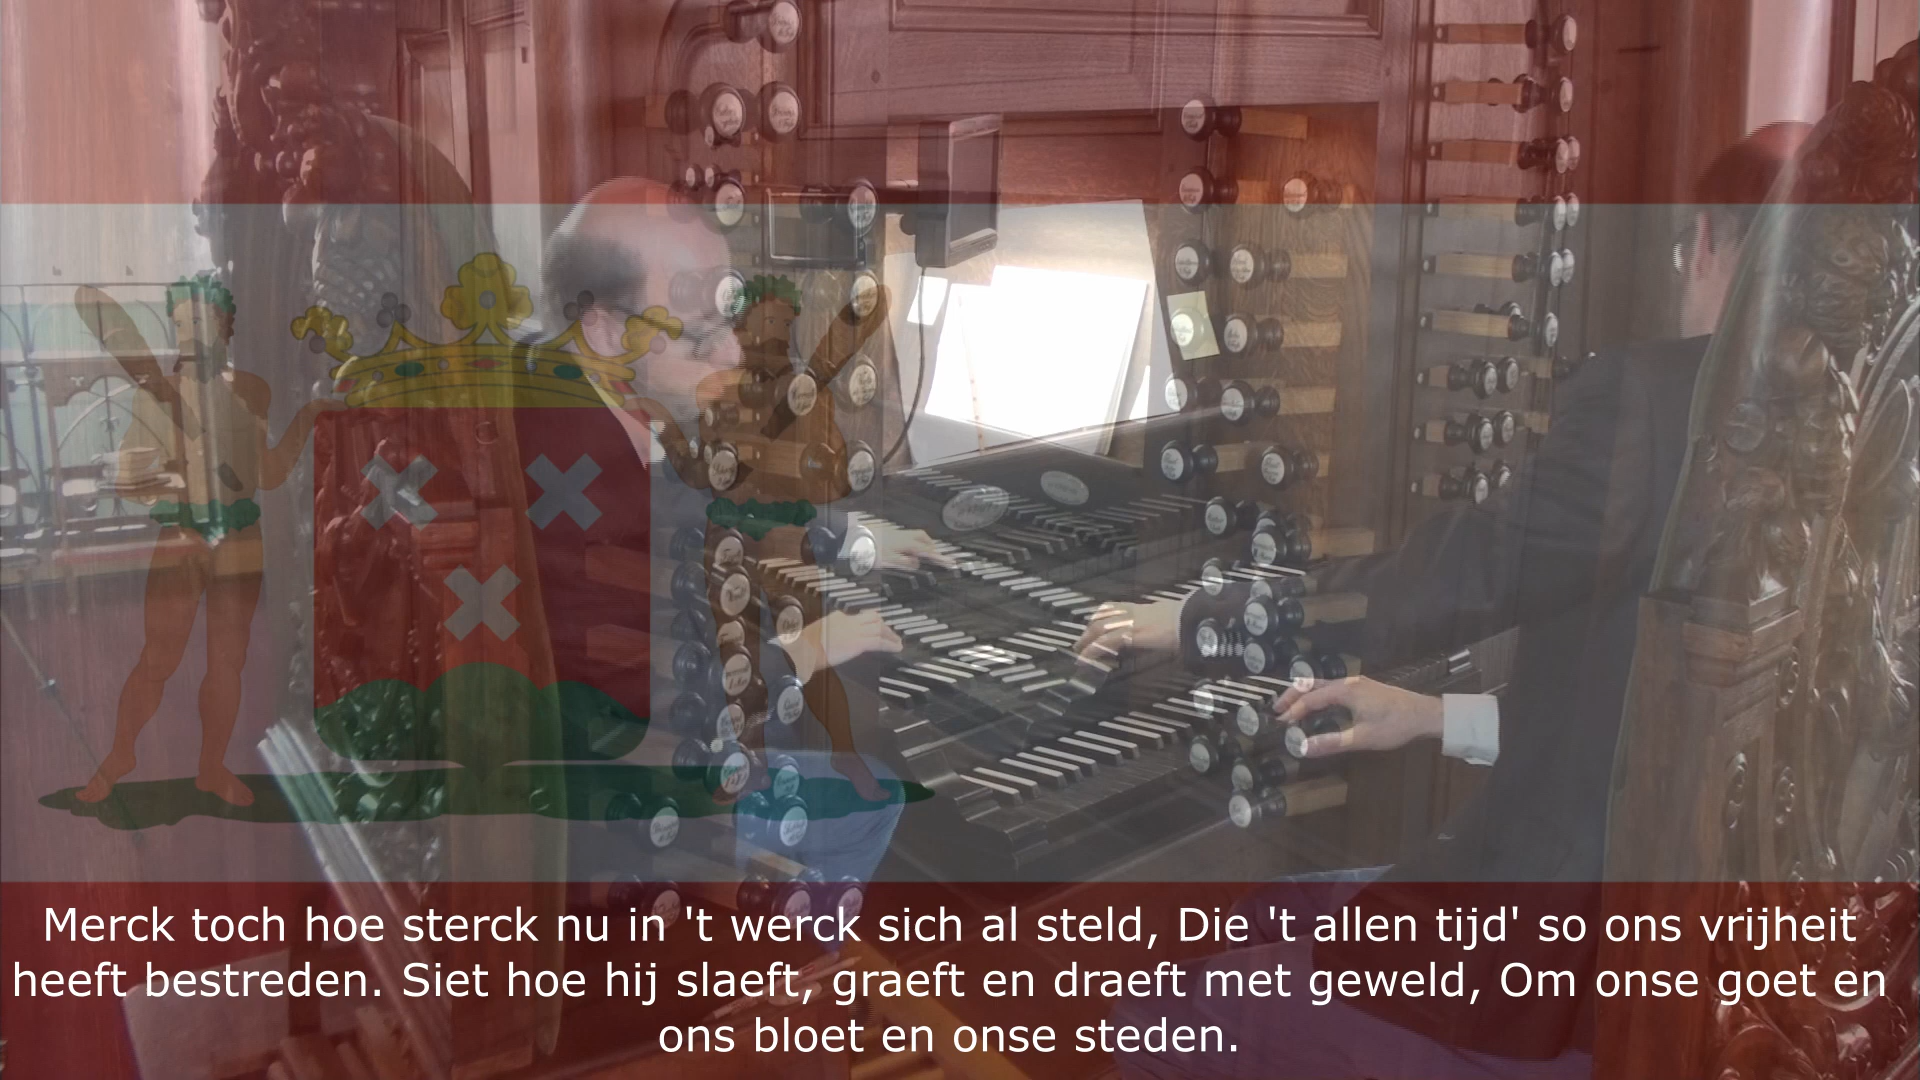 Merck toch hoe sterck nu in 't werck sich al steld, Die 't allen tijd' so ons vrijheit
heeft bestreden. Siet hoe hij slaeft, graeft en draeft met geweld, Om onse goet en
ons bloet en onse steden.